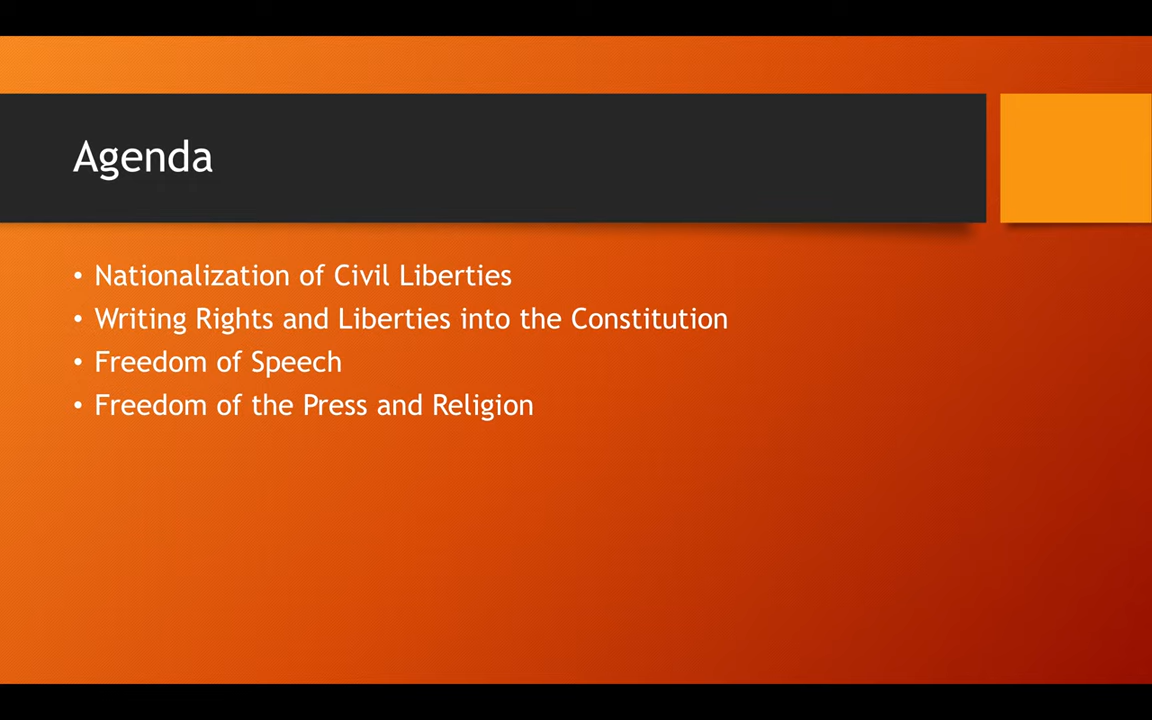 Agenda
• Nationalization of Civil Liberties
• Writing Rights and Liberties into the Constitution
• Freedom of Speech
• Freedom of the Press and Religion